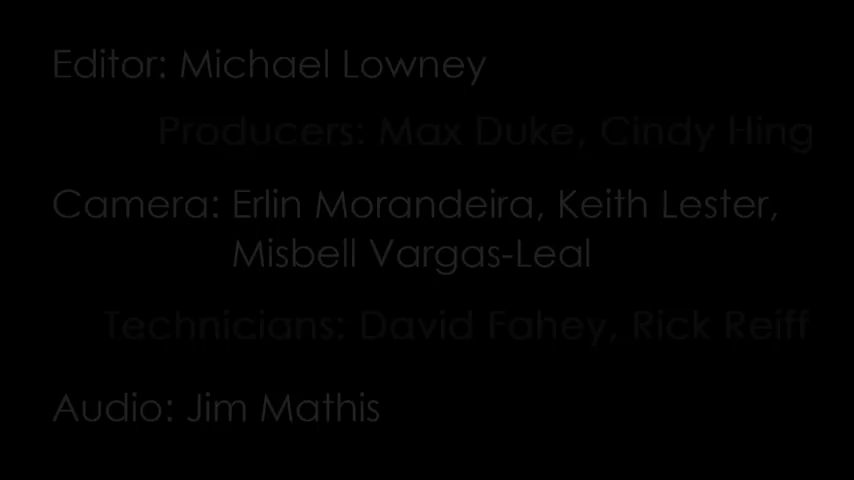 Editor: Michael Lowney
Producers: Max Duke, Cindy Hing
Camera: Erlin Morandeira, Keith Lester,
Misbell Vargas-Leal
Technicians: David Fahey, Rick Reiff
Audio: Jim Mathis